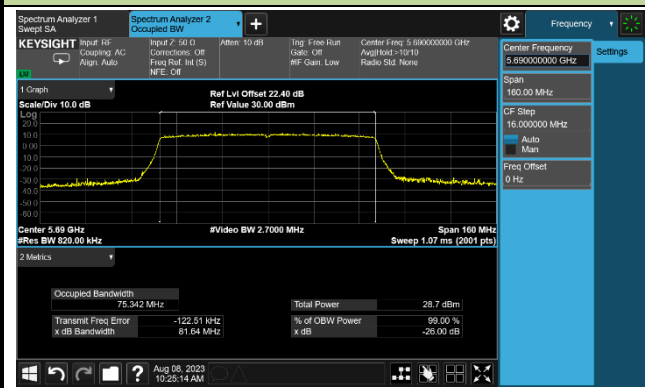 Spectrum Analyzer 1
Swept SA
Spectrum Analyzer 2
Occupied BW
+
Frequency
KEYSIGHT
Input: RF
Coupling: AC
Align: Auto
Input Z: 50 Ω
Corrections: Off
Freq Ref: Int (S)
NFE: Off
Atten: 10 dB
Trig: Free Run
Gate: Off
#IF Gain: Low
Center Freq: 5.690000000 GHz
Avg|Hold:>10/10
Radio Std: None
Center Frequency
5.690000000 GHz
Settings
Span
160.00 MHz
CF Step
16.000000 MHz
Auto
Man
Freq Offset
0 Hz
1 Graph
Scale/Div 10.0 dB
Ref Lvl Offset 22.40 dB
Ref Value 30.00 dBm
Log
20.0
10.0
0.00
-10.0
-20.0
-30.0
-40.0
-50.0
-60.0
Center 5.69 GHz
#Res BW 820.00 kHz
#Video BW 2.7000 MHz
Span 160 MHz
Sweep 1.07 ms (2001 pts)
2 Metrics
Occupied Bandwidth
75.342 MHz
Total Power 28.7 dBm
Transmit Freq Error -122.51 kHz
% of OBW Power 99.00 %
x dB Bandwidth 81.64 MHz
x dB -26.00 dB
?
Aug 08, 2023
10:25:14 AM